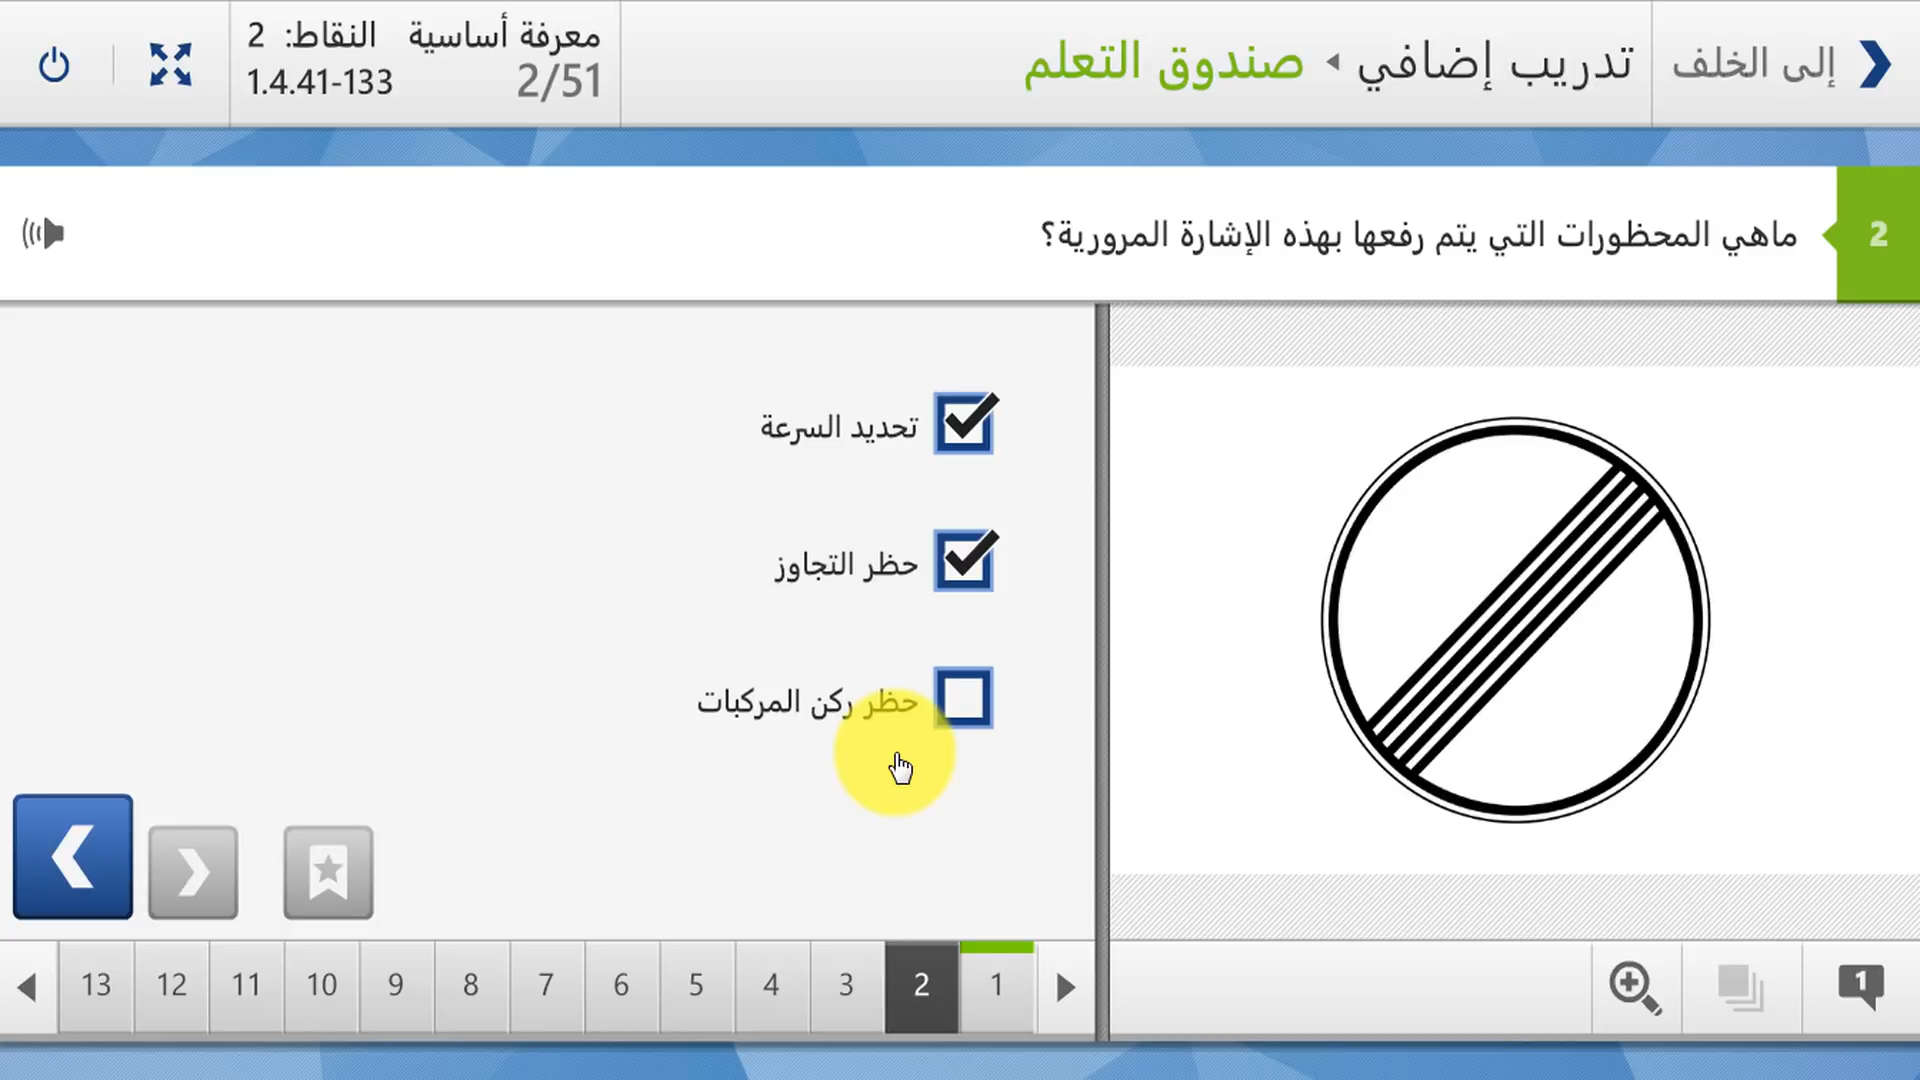 إلى الخلف
تدريب إضافي
صندوق التعلم
معرفة أساسية النقاط: 2
2/51 1.4.41-133
2
ماهي المحظورات التي يتم رفعها بهذه الإشارة المرورية؟
تحديد السرعة
حظر التجاوز
حظر ركن المركبات
13 12 11 10 9 8 7 6 5 4 3 2 1
1